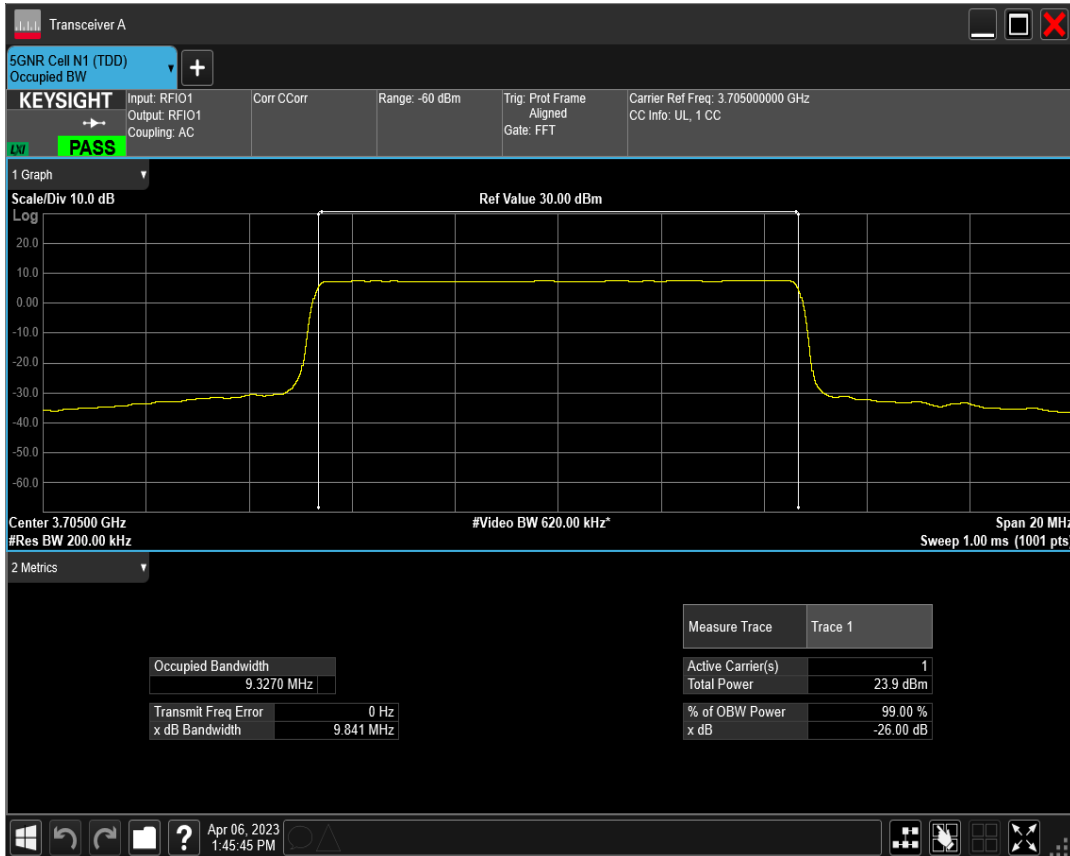 Transceiver A
5GNR Cell N1 (TDD)
Occupied BW
+
KEYSIGHT
LXI
PASS
Input: RFIO1
Output: RFIO1
Coupling: AC
Corr CCorr
Range: -60 dBm
Trig: Prot Frame
Aligned
Gate: FFT
Carrier Ref Freq: 3.705000000 GHz
CC Info: UL, 1 CC
1 Graph
Scale/Div 10.0 dB
Ref Value 30.00 dBm
Log
20.0
10.0
0.00
-10.0
-20.0
-30.0
-40.0
-50.0
-60.0
Center 3.70500 GHz
#Video BW 620.00 kHz*
Span 20 MHz
#Res BW 200.00 kHz
Sweep 1.00 ms (1001 pts)
2 Metrics
Measure Trace Trace 1
Occupied Bandwidth
9.3270 MHz
Active Carrier(s) 1
Total Power 23.9 dBm
Transmit Freq Error 0 Hz
x dB Bandwidth 9.841 MHz
% of OBW Power 99.00 %
x dB -26.00 dB
?
Apr 06, 2023
1:45:45 PM